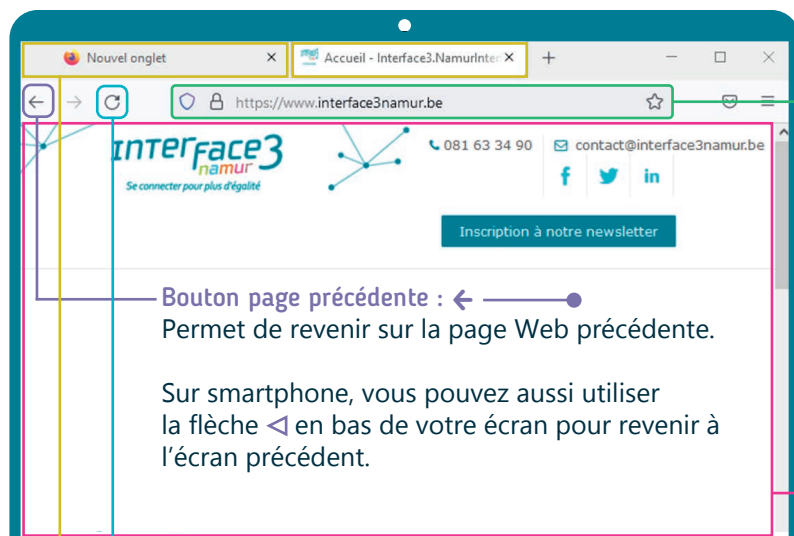 Nouvel onglet
Accueil - Interface3.NamurInter
https://www.interface3namur.be
INTERFACE3
namur
Se connecter pour plus d'égalité
081 63 34 90
contact@interface3namur.be
Inscription à notre newsletter
Bouton page précédente : ←
Permet de revenir sur la page Web précédente.
Sur smartphone, vous pouvez aussi utiliser
la flèche ◁ en bas de votre écran pour revenir à
l'écran précédent.